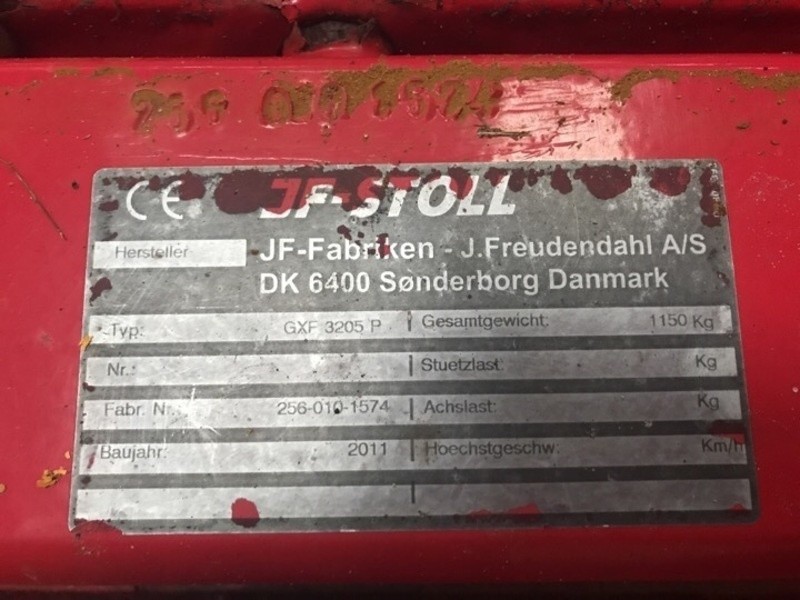 CE JF-STOLL
Hersteller JF-Fabriken - J.Freudendahl A/S
DK 6400 Sønderborg Danmark
Typ: GXF 3205 P Gesamtgewicht: 1150 Kg
Nr.: Stuetzlast: Kg
Fabr. Nr.: 256-010-1574 Achslast: Kg
Baujahr: 2011 Hoechstgeschw: Km/h